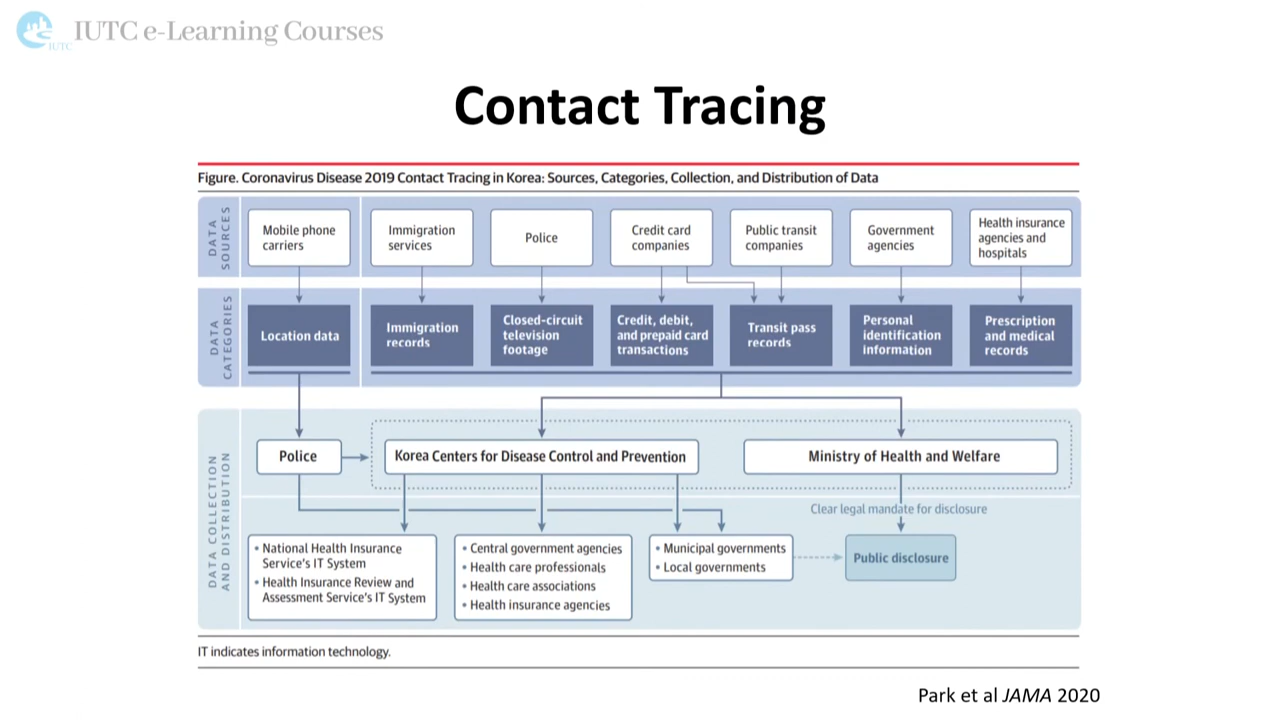 IUTC e-Learning Courses
IUTC
Contact Tracing
Figure. Coronavirus Disease 2019 Contact Tracing in Korea: Sources, Categories, Collection, and Distribution of Data
DATA
SOURCES
Mobile phone
carriers
Immigration
services
Police
Credit card
companies
Public transit
companies
Government
agencies
Health insurance
agencies and
hospitals
DATA
CATEGORIES
Location data
Immigration
records
Closed-circuit
television
footage
Credit, debit,
and prepaid card
transactions
Transit pass
records
Personal
identification
information
Prescription
and medical
records
DATA COLLECTION
AND DISTRIBUTION
Police
Korea Centers for Disease Control and Prevention
Ministry of Health and Welfare
Clear legal mandate for disclosure
• National Health Insurance
Service's IT System
• Health Insurance Review and
Assessment Service's IT System
• Central government agencies
• Health care professionals
• Health care associations
• Health insurance agencies
• Municipal governments
• Local governments
Public disclosure
IT indicates information technology.
Park et al JAMA 2020